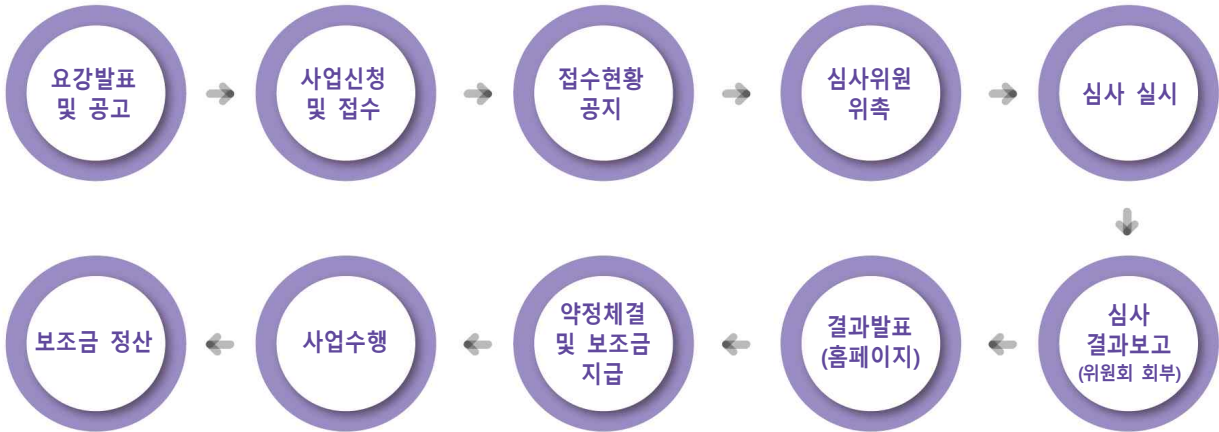 요강발표
및 공고
사업신청
및 접수
접수현황
공지
심사위원
위촉
심사 실시
심사
결과보고
(위원회 회부)
결과발표
(홈페이지)
약정체결
및 보조금
지급
사업수행
보조금 정산